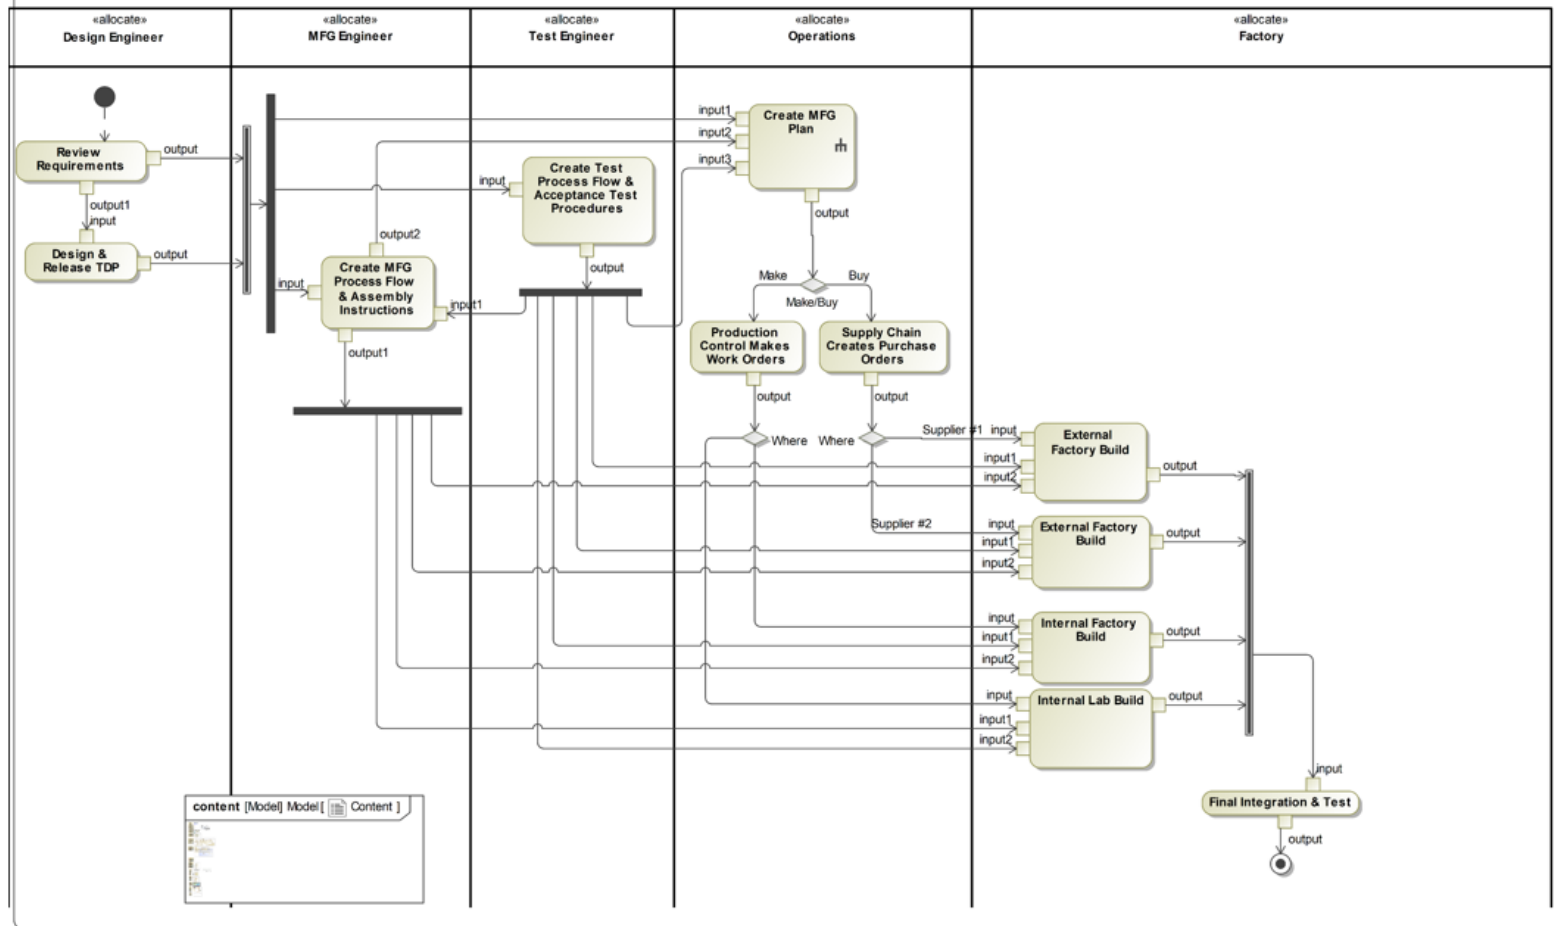 «allocate»
Design Engineer
«allocate»
MFG Engineer
«allocate»
Test Engineer
«allocate»
Operations
«allocate»
Factory
Review
Requirements
output
output1
input
Design &
Release TDP
output
input
Create MFG
Process Flow
& Assembly
Instructions
output2
input1
output1
input
Create Test
Process Flow &
Acceptance Test
Procedures
output
input1
input2
input3
Create MFG
Plan
output
Make
Buy
Make/Buy
Production
Control Makes
Work Orders
output
Where
Supply Chain
Creates Purchase
Orders
output
Where
Supplier #1
Supplier #2
input
input1
input2
External
Factory Build
output
input
input1
input2
External Factory
Build
output
input
input1
input2
Internal Factory
Build
output
input
input1
input2
Internal Lab Build
output
input
Final Integration & Test
output
content [Model] Model [ Content ]